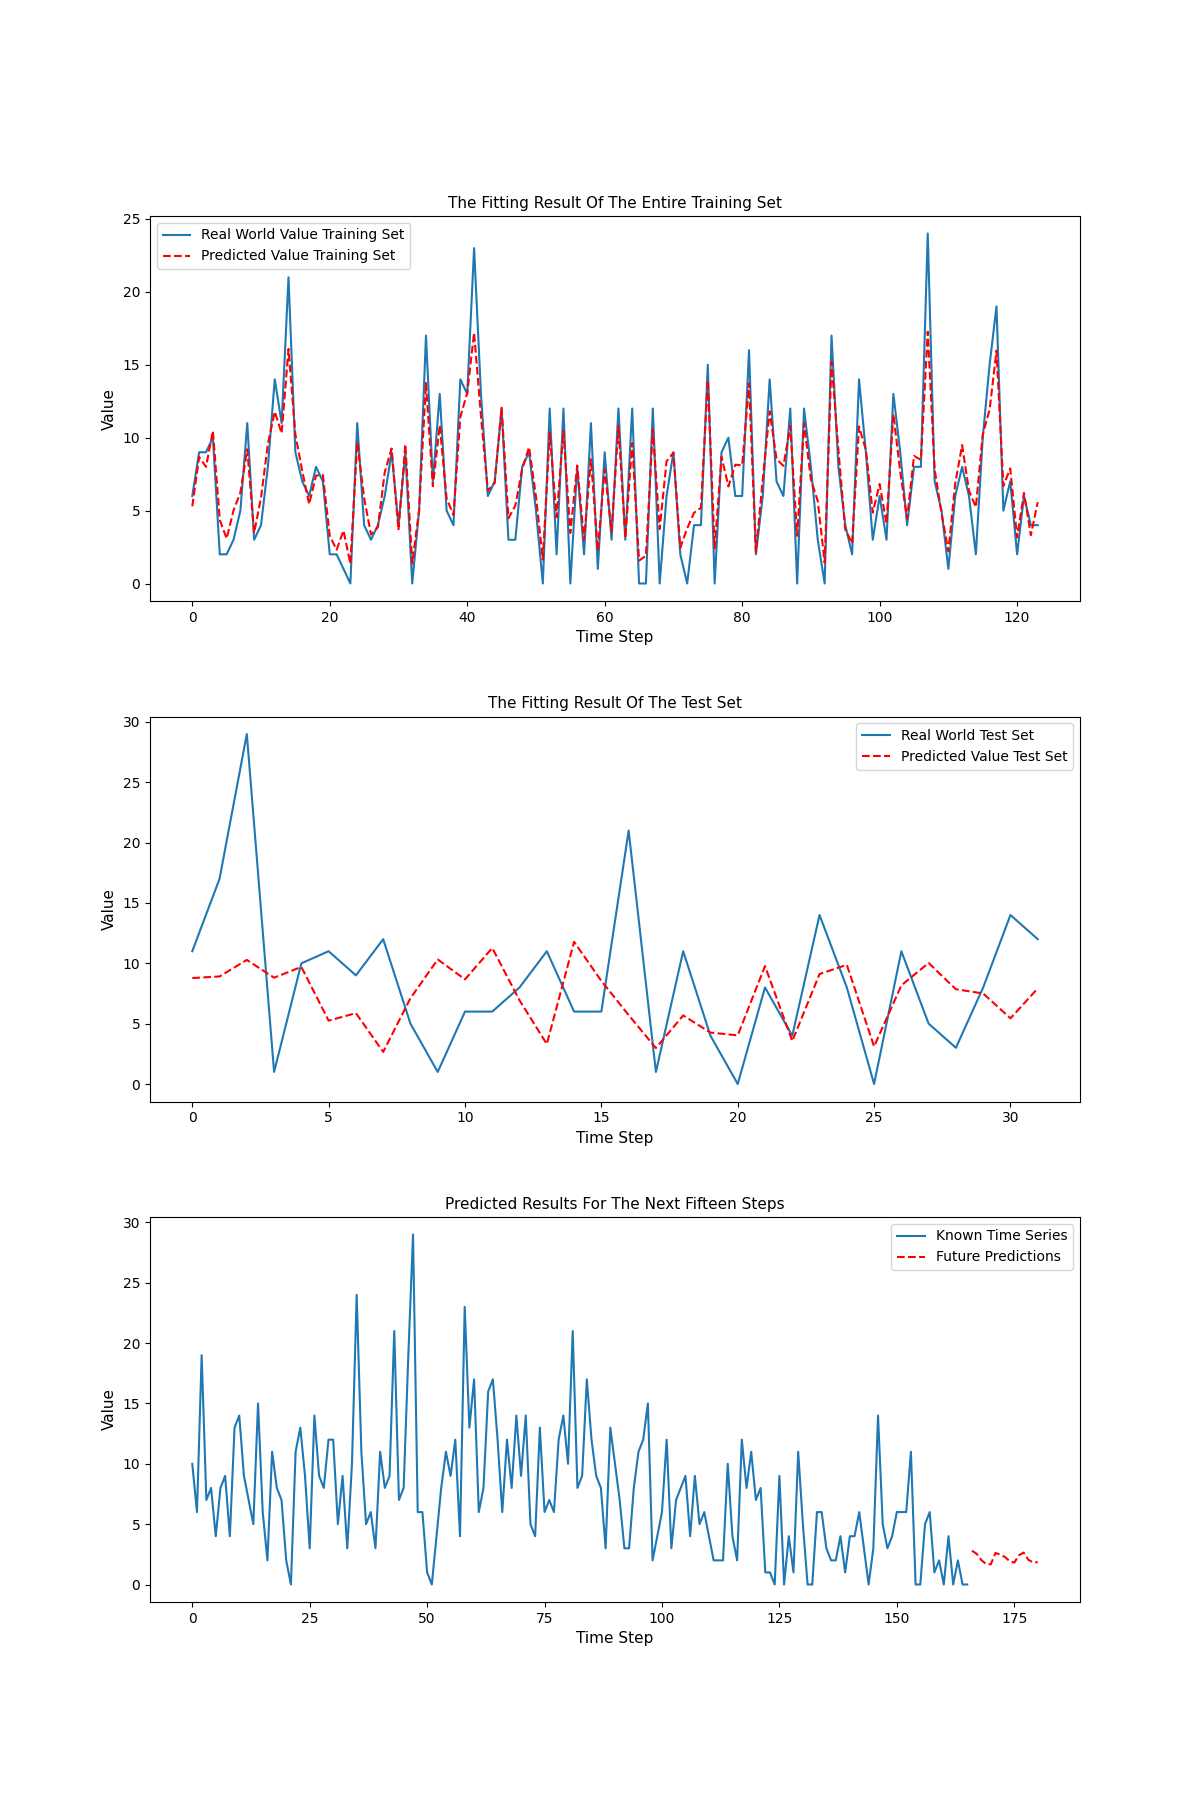 The Fitting Result Of The Entire Training Set
25
20
15
10
5
0
Value
Real World Value Training Set
Predicted Value Training Set
0 20 40 60 80 100 120
Time Step
The Fitting Result Of The Test Set
30
25
20
15
10
5
0
Value
Real World Test Set
Predicted Value Test Set
0 5 10 15 20 25 30
Time Step
Predicted Results For The Next Fifteen Steps
30
25
20
15
10
5
0
Value
Known Time Series
Future Predictions
0 25 50 75 100 125 150 175
Time Step